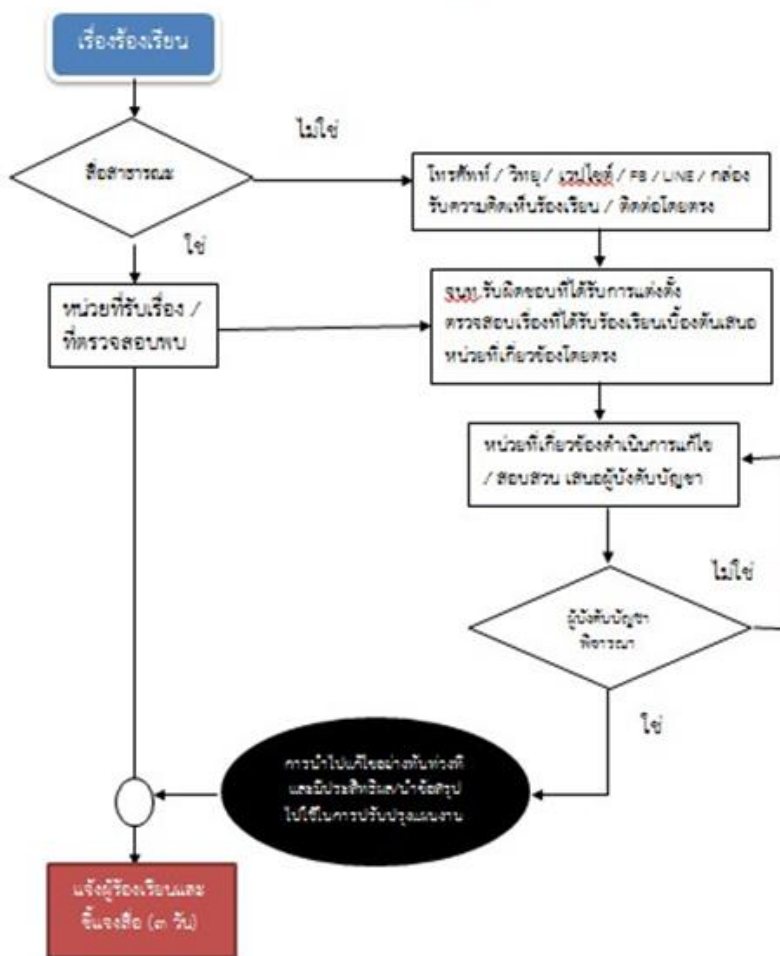 เรื่องร้องเรียน
ไม่ใช่
สื่อสาธารณะ
โทรศัพท์ / วิทยุ / เวปไซต์ / FB / LINE / กล่อง
รับความคิดเห็นร้องเรียน / ติดต่อโดยตรง
ใช่
หน่วยที่รับเรื่อง /
ที่ตรวจสอบพบ
จนท.รับผิดชอบที่ได้รับการแต่งตั้ง
ตรวจสอบเรื่องที่ได้รับร้องเรียนเบื้องต้นเสนอ
หน่วยที่เกี่ยวข้องโดยตรง
หน่วยที่เกี่ยวข้องดำเนินการแก้ไข
/ สอบสวน เสนอผู้บังคับบัญชา
ไม่ใช่
ผู้บังคับบัญชา
พิจารณา
ใช่
การนำไปแก้ไขอย่างทันท่วงที
และมีประสิทธิผล/นำข้อสรุป
ไปใช้ในการปรับปรุงแผนงาน
แจ้งผู้ร้องเรียนและ
ชี้แจงสื่อ (๓ วัน)